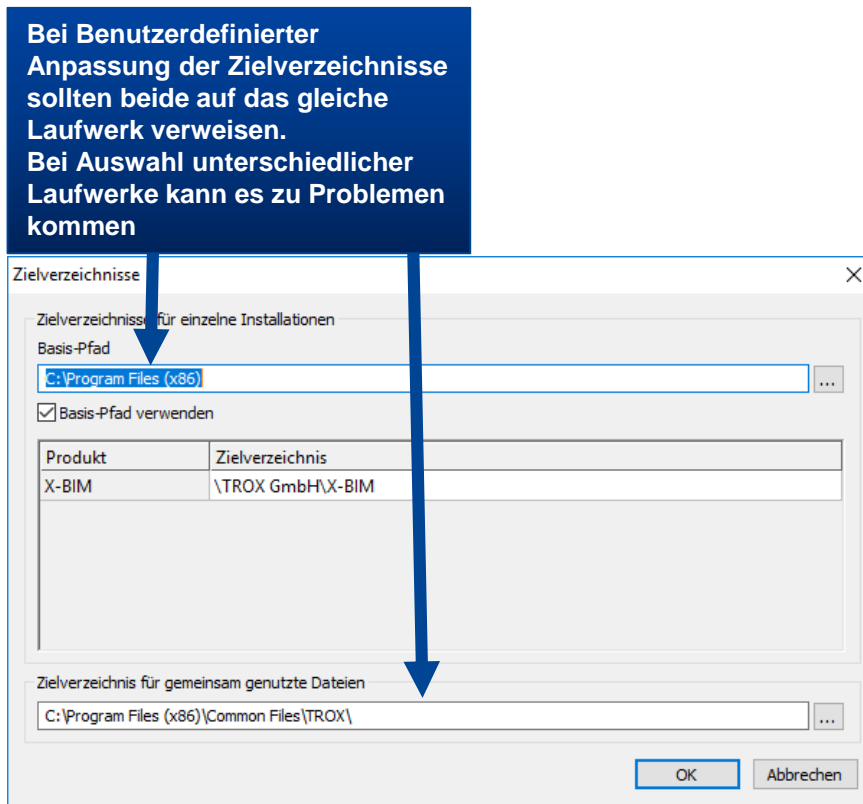 Bei Benutzerdefinierter
Anpassung der Zielverzeichnisse
sollten beide auf das gleiche
Laufwerk verweisen.
Bei Auswahl unterschiedlicher
Laufwerke kann es zu Problemen
kommen
Zielverzeichnisse
Zielverzeichnisse für einzelne Installationen
Basis-Pfad
C:\Program Files (x86)
...
Basis-Pfad verwenden
Produkt Zielverzeichnis
X-BIM \TROX GmbH\X-BIM
Zielverzeichnis für gemeinsam genutzte Dateien
C:\Program Files (x86)\Common Files\TROX\
...
OK Abbrechen